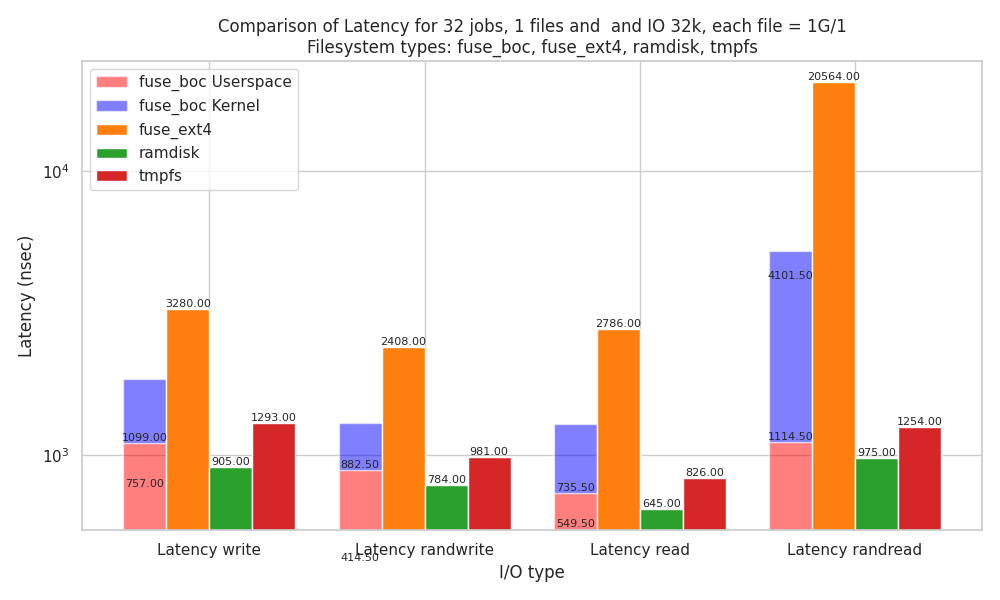 Comparison of Latency for 32 jobs, 1 files and  and IO 32k, each file = 1G/1
Filesystem types: fuse_boc, fuse_ext4, ramdisk, tmpfs
fuse_boc Userspace
fuse_boc Kernel
fuse_ext4
ramdisk
tmpfs
Latency (nsec)
10⁴
10³
1099.00
757.00
3280.00
905.00
1293.00
882.50
414.50
2408.00
784.00
981.00
735.50
549.50
2786.00
645.00
826.00
4101.50
1114.50
20564.00
975.00
1254.00
Latency write
Latency randwrite
Latency read
Latency randread
I/O type